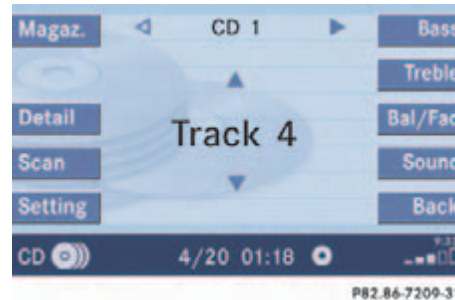 Magaz.
CD 1
Bass
Treble
Detail
Bal/Fad
Track 4
Scan
Sound
Setting
Back
CD
4/20 01:18
P82.86-7209-31